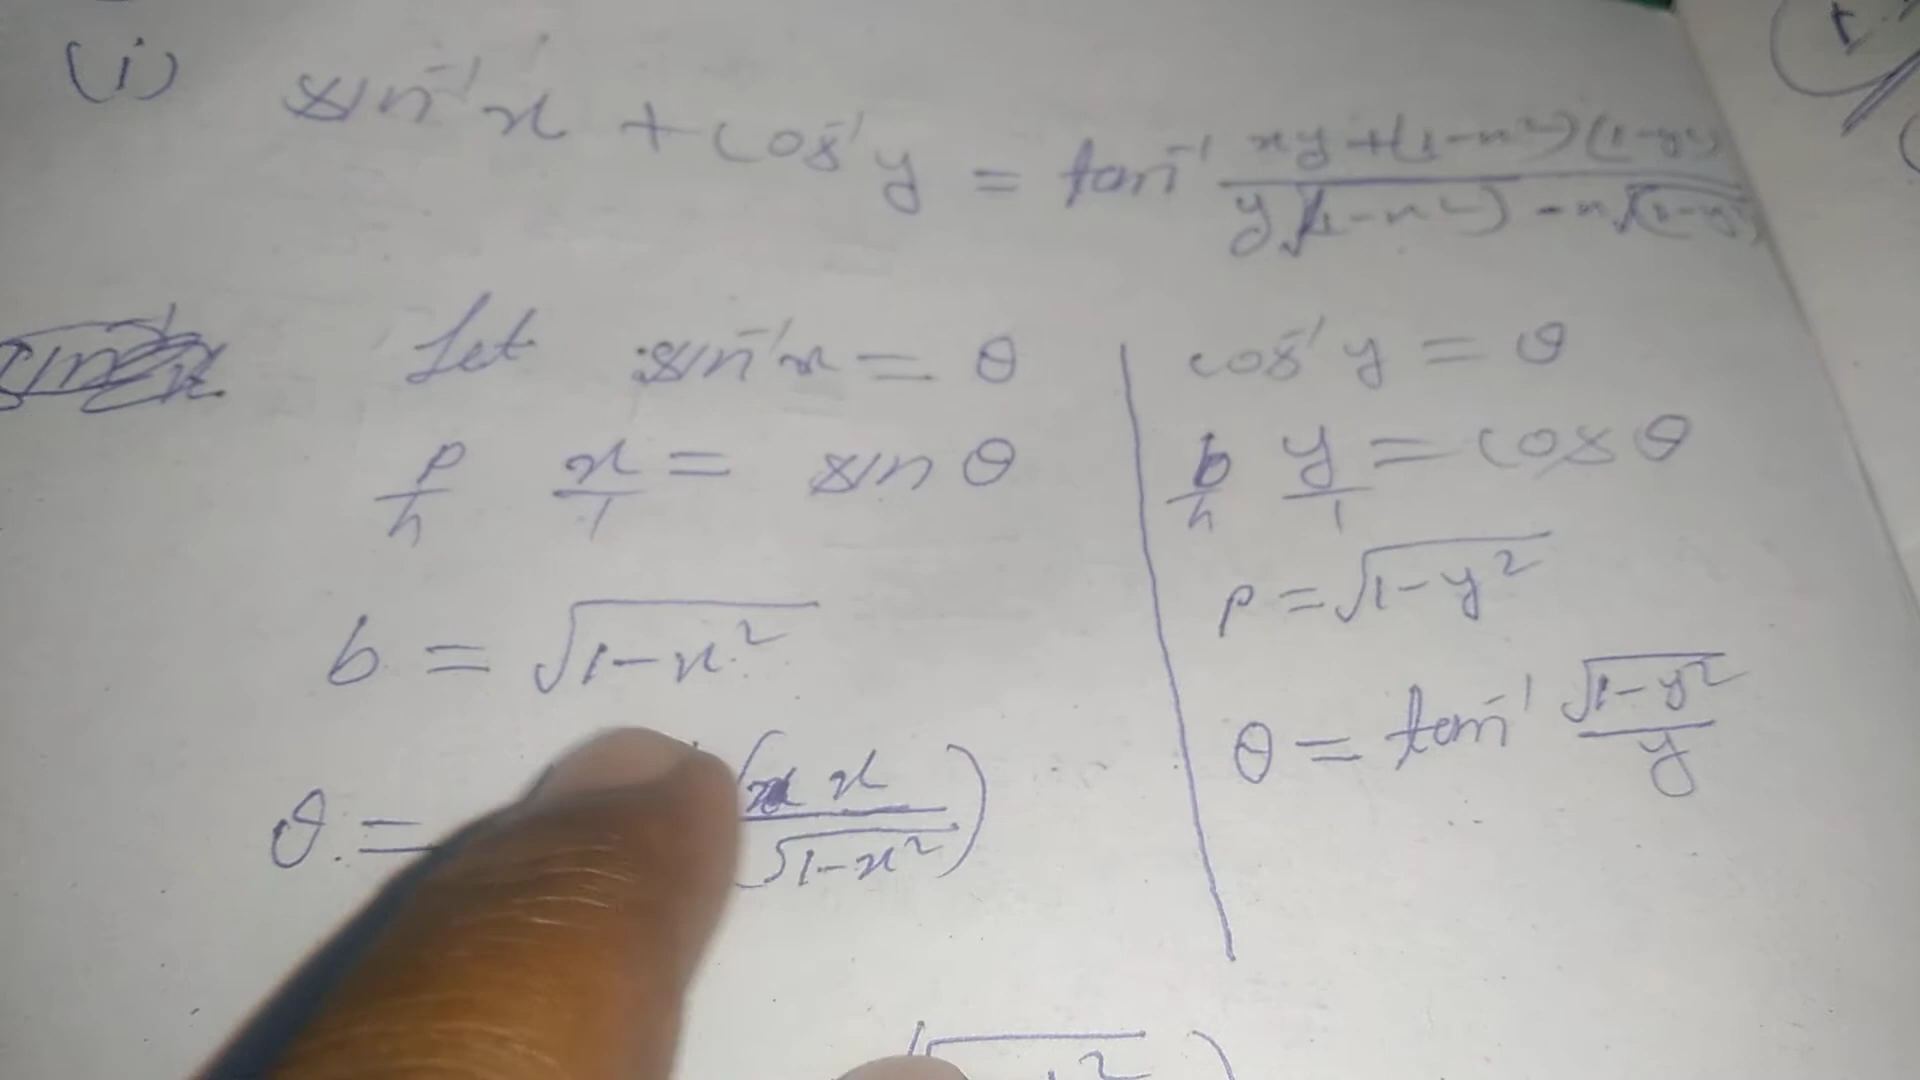 (i) sin⁻¹x + cos⁻¹y = tan⁻¹ (xy + (1-x²)(1-y²)) / (y√(1-x²) - x√(1-y²))
Let sin⁻¹x = θ
p/h x/1 = sin θ
b = √1-x²
θ = (x / √1-x²)
cos⁻¹y = θ
b/h y/1 = cos θ
p = √1-y²
θ = tan⁻¹ √1-y² / y